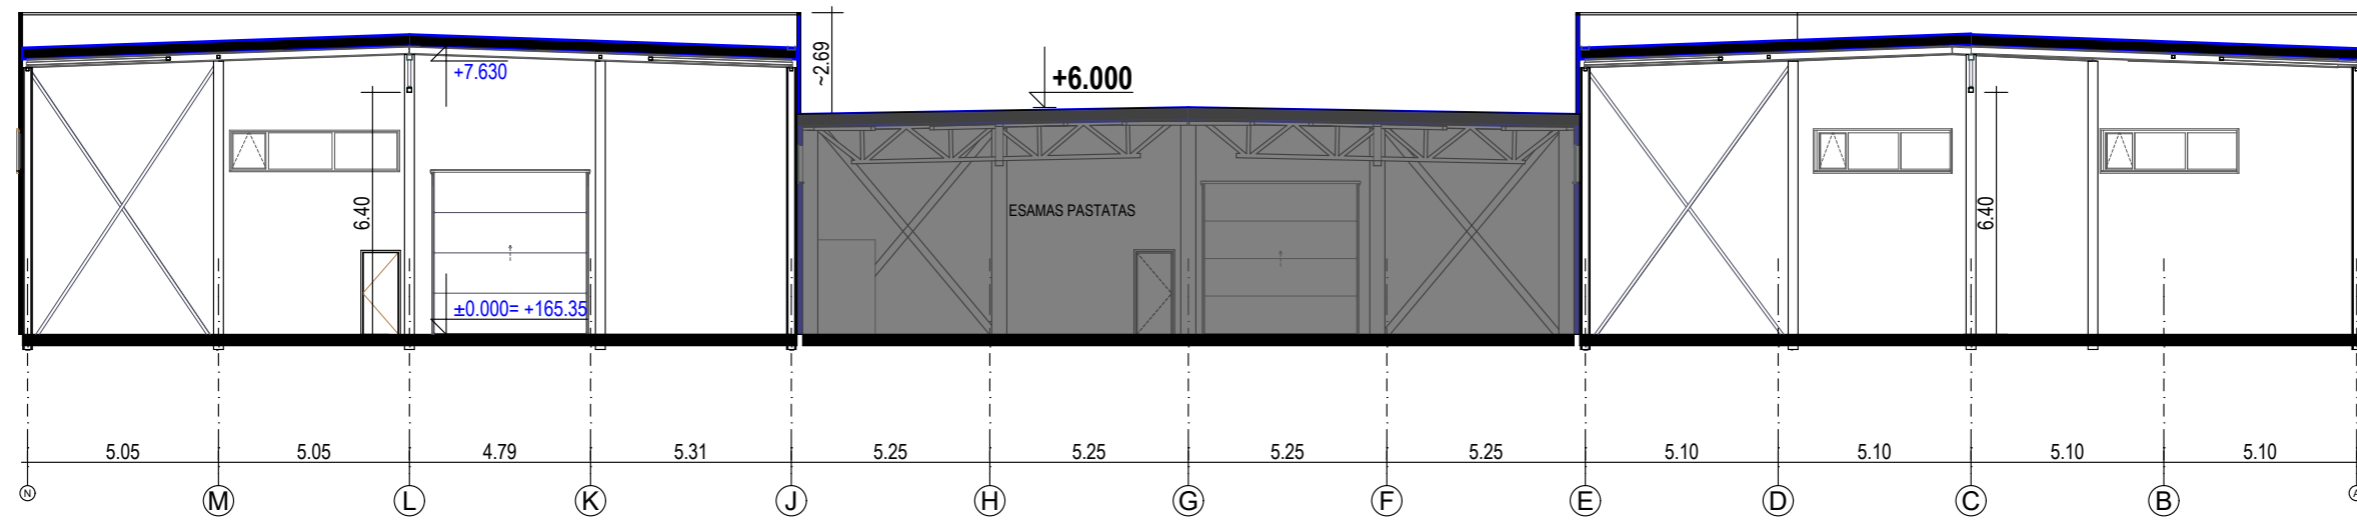 ~2.69
+7.630
+6.000
6.40
ESAMAS PASTATAS
6.40
±0.000= +165.35
5.05
5.05
4.79
5.31
5.25
5.25
5.25
5.25
5.10
5.10
5.10
5.10
N
M
L
K
J
H
G
F
E
D
C
B
A